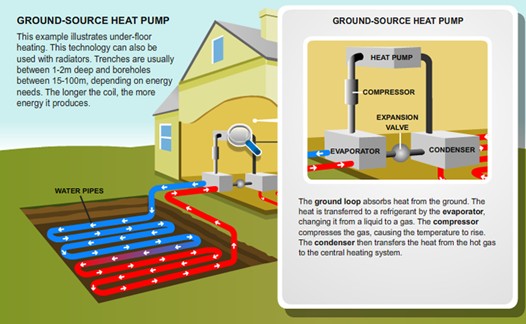 GROUND-SOURCE HEAT PUMP
This example illustrates under-floor
heating. This technology can also be
used with radiators. Trenches are usually
between 1-2m deep and boreholes
between 15-100m, depending on energy
needs. The longer the coil, the more
energy it produces.
WATER PIPES
GROUND-SOURCE HEAT PUMP
HEAT PUMP
COMPRESSOR
EXPANSION
VALVE
EVAPORATOR
CONDENSER
The ground loop absorbs heat from the ground. The
heat is transferred to a refrigerant by the evaporator,
changing it from a liquid to a gas. The compressor
compresses the gas, causing the temperature to rise.
The condenser then transfers the heat from the hot gas
to the central heating system.